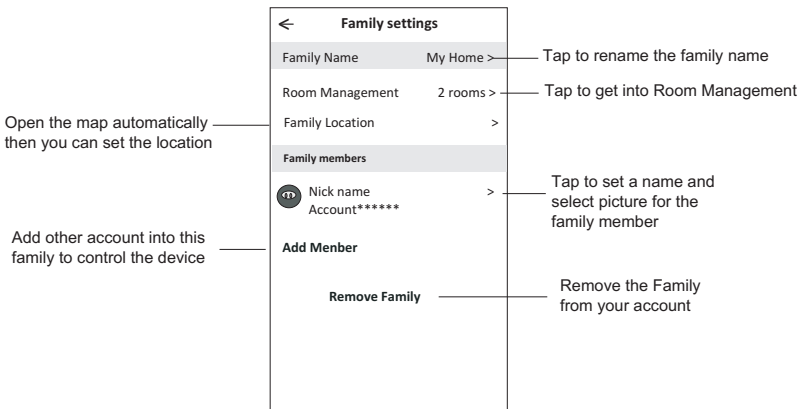 Family settings
Family Name My Home >
Tap to rename the family name
Room Management 2 rooms >
Tap to get into Room Management
Open the map automatically
then you can set the location
Family Location >
Family members
Nick name >
Account******
Tap to set a name and
select picture for the
family member
Add other account into this
family to control the device
Add Menber
Remove Family
Remove the Family
from your account